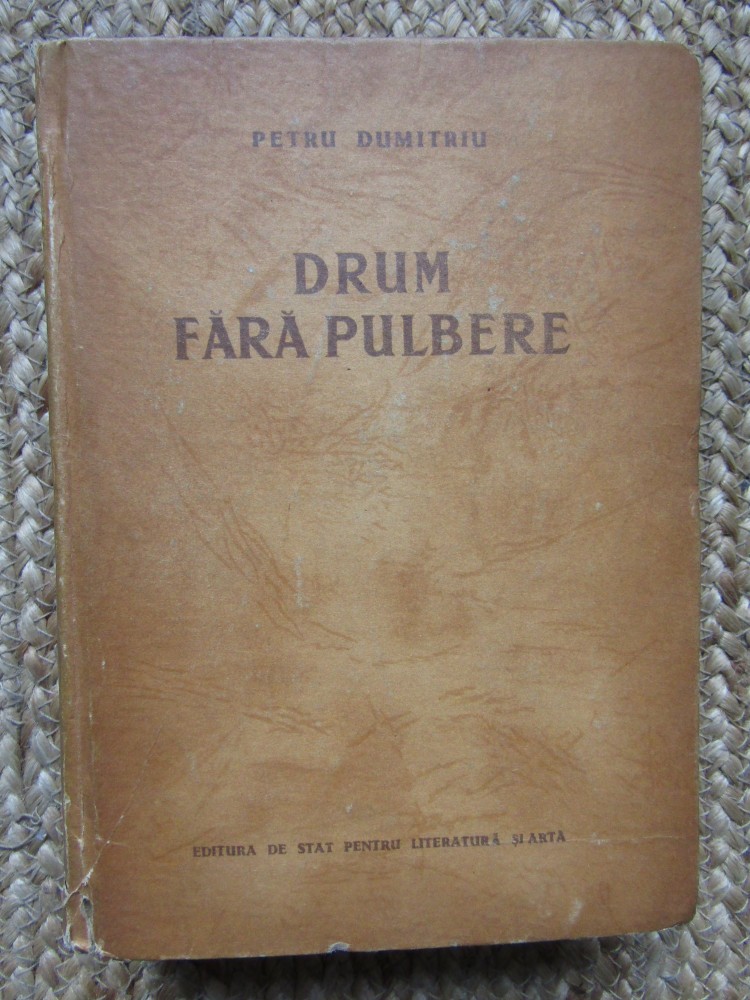 PETRU DUMITRIU
DRUM
FĂRĂ PULBERE
EDITURA DE STAT PENTRU LITERATURĂ ȘI ARTĂ